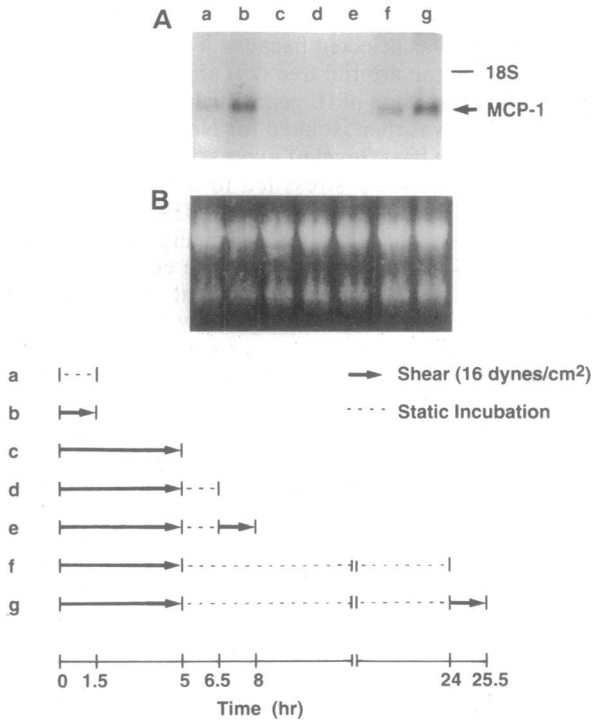 A
a b c d e f g
18S
MCP-1
B
a
Shear (16 dynes/cm2)
b
Static Incubation
c
d
e
f
g
0 1.5 5 6.5 8 24 25.5
Time (hr)